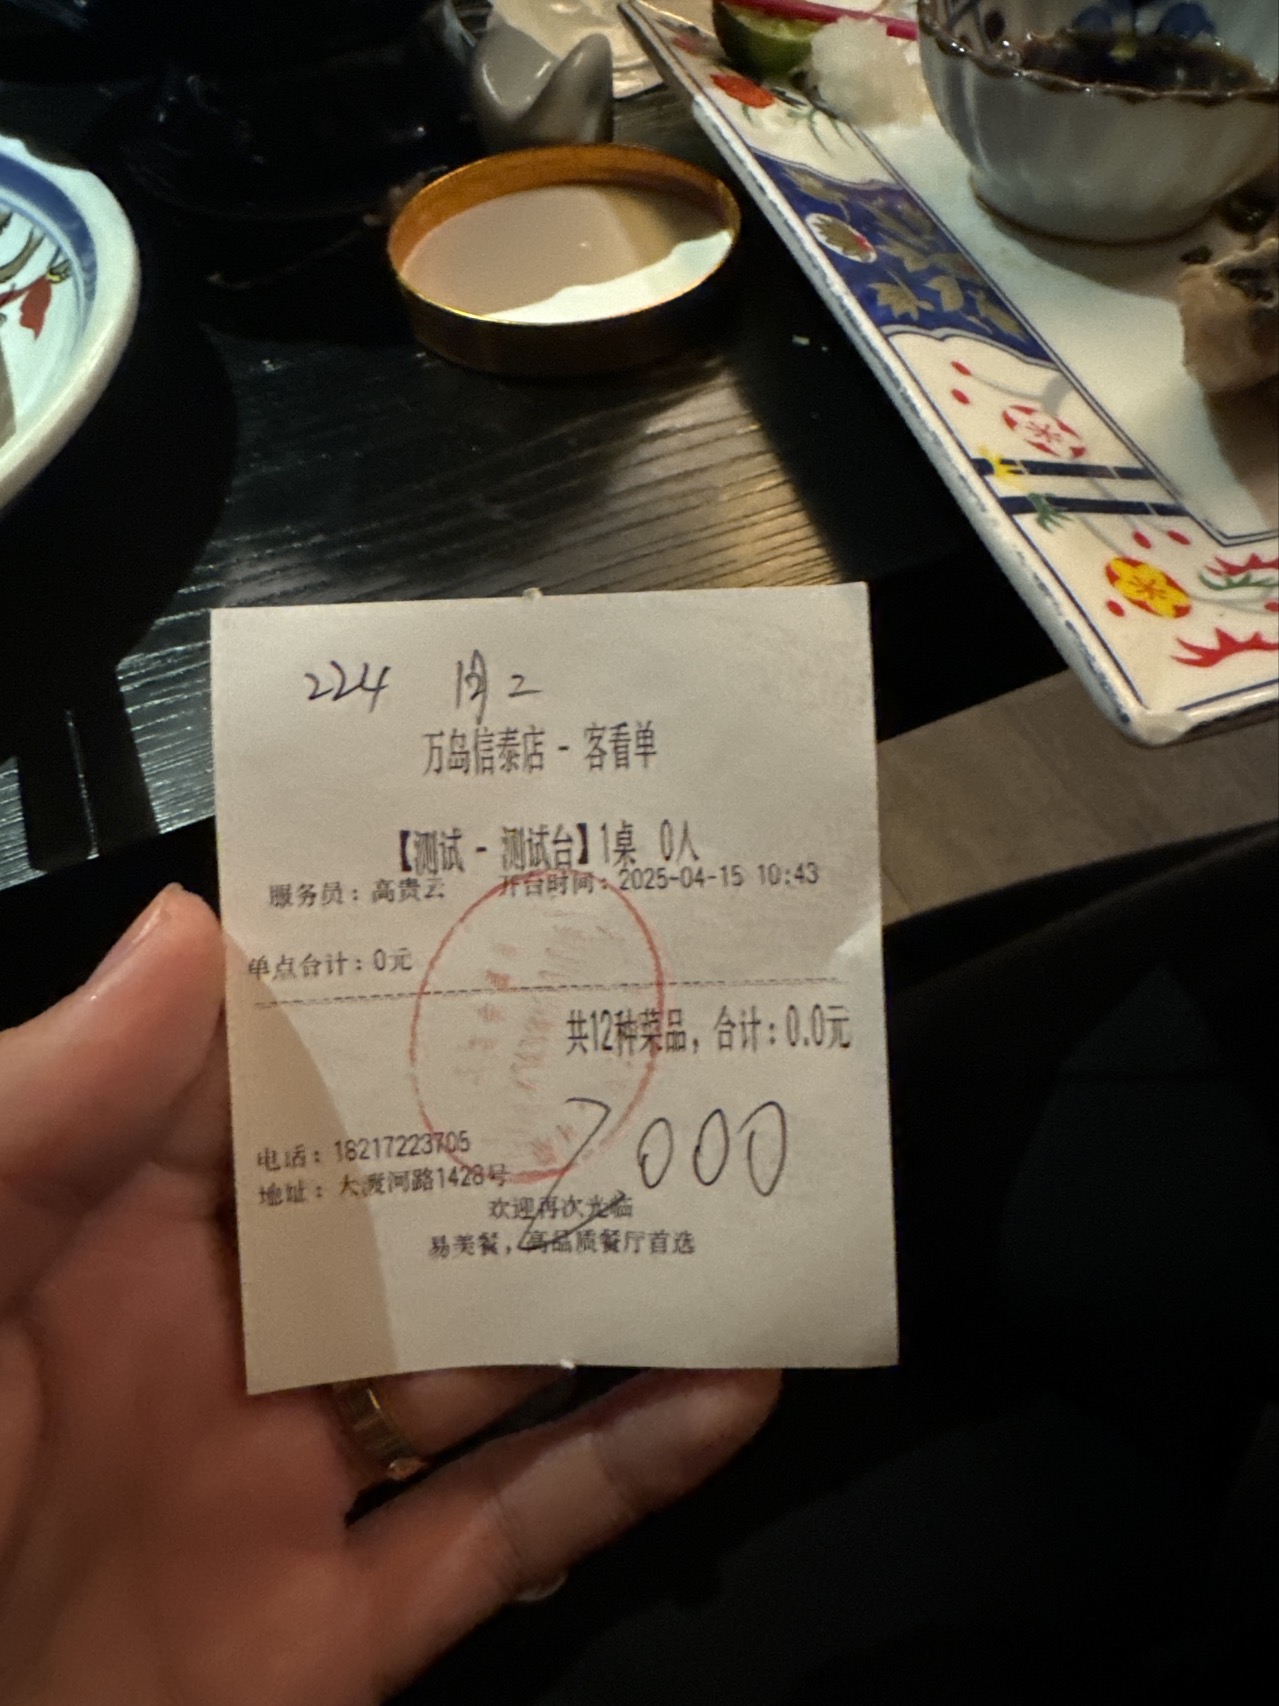 224 周二
万岛信泰店 - 客看单
【测试 - 测试台】1桌 0人
服务员：高贵云 开台时间：2025-04-15 10:43
单点合计：0元
共12种菜品，合计：0.0元
7000
电话：18217223705
地址：大渡河路1428号
欢迎再次光临
易美餐，高品质餐厅首选